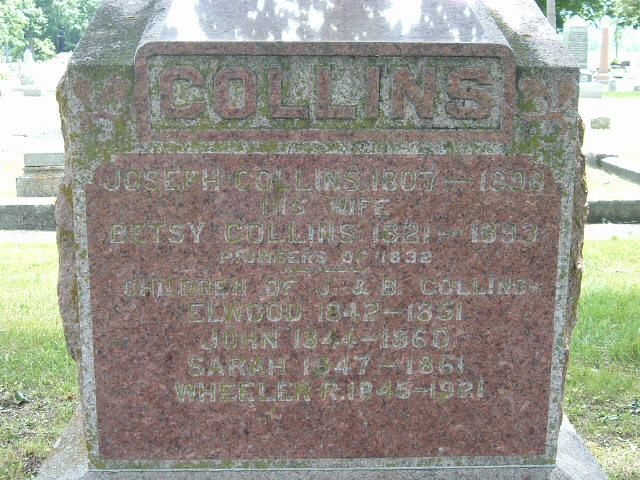 COLLINS
JOSEPH COLLINS 1807 — 1898
HIS WIFE
BETSY COLLINS 1821 — 1893
PIONEERS OF 1832
CHILDREN OF J. & B. COLLINS
ELWOOD 1842 - 1851
JOHN 1844 - 1860
SARAH 1847 - 1861
WHEELER R. 1845 - 1921